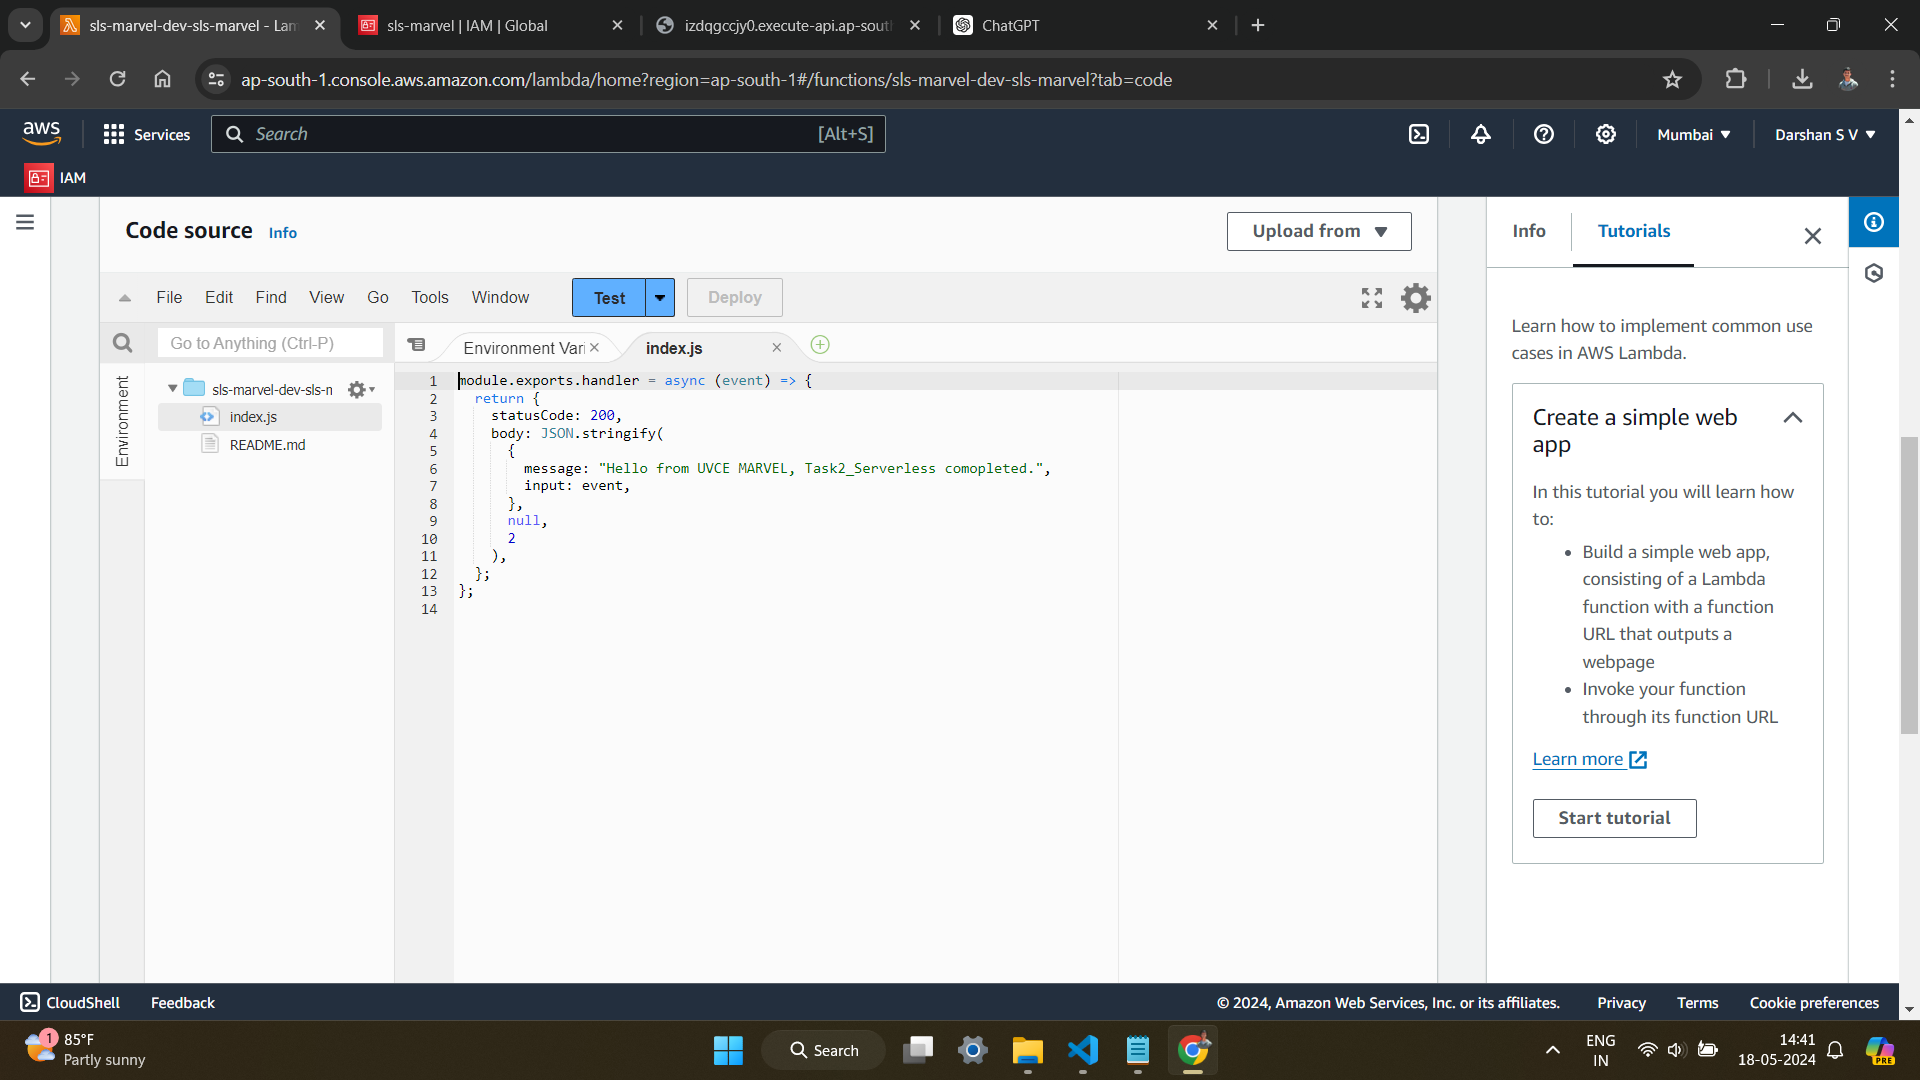 sls-marvel-dev-sls-marvel - Lam
sls-marvel | IAM | Global
izdqgccjy0.execute-api.ap-sout
ChatGPT
ap-south-1.console.aws.amazon.com/lambda/home?region=ap-south-1#/functions/sls-marvel-dev-sls-marvel?tab=code
aws
Services
Search
[Alt+S]
Mumbai
Darshan S V
IAM
Code source Info
Upload from
Info
Tutorials
File Edit Find View Go Tools Window
Test
Deploy
Go to Anything (Ctrl-P)
Environment Vari
index.js
Environment
sls-marvel-dev-sls-n
index.js
README.md
1 module.exports.handler = async (event) => {
2 return {
3 statusCode: 200,
4 body: JSON.stringify(
5 {
6 message: "Hello from UVCE MARVEL, Task2_Serverless comopleted.",
7 input: event,
8 },
9 null,
10 2
11 ),
12 };
13 };
14
Learn how to implement common use
cases in AWS Lambda.
Create a simple web
app
In this tutorial you will learn how
to:
• Build a simple web app,
consisting of a Lambda
function with a function
URL that outputs a
webpage
• Invoke your function
through its function URL
Learn more
Start tutorial
CloudShell
Feedback
© 2024, Amazon Web Services, Inc. or its affiliates.
Privacy
Terms
Cookie preferences
1
85°F
Partly sunny
Search
ENG
IN
14:41
18-05-2024
PRE